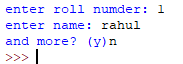 enter roll numder: 1
enter name: rahul
and more? (y)n
>>>